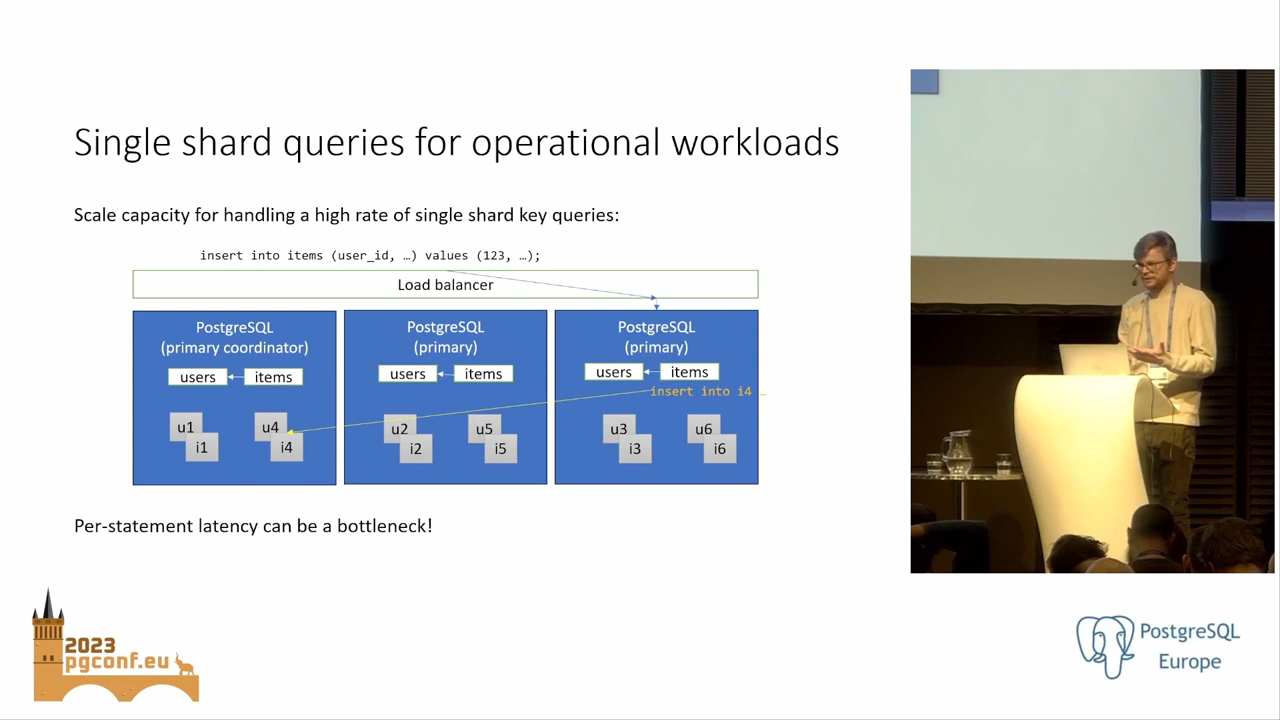 Single shard queries for operational workloads
Scale capacity for handling a high rate of single shard key queries:
insert into items (user_id, …) values (123, …);
Load balancer
PostgreSQL
(primary coordinator)
users
items
u1
i1
u4
i4
PostgreSQL
(primary)
users
items
u2
i2
u5
i5
PostgreSQL
(primary)
users
items
insert into i4 …
u3
i3
u6
i6
Per-statement latency can be a bottleneck!
2023
pgconf.eu
PostgreSQL
Europe